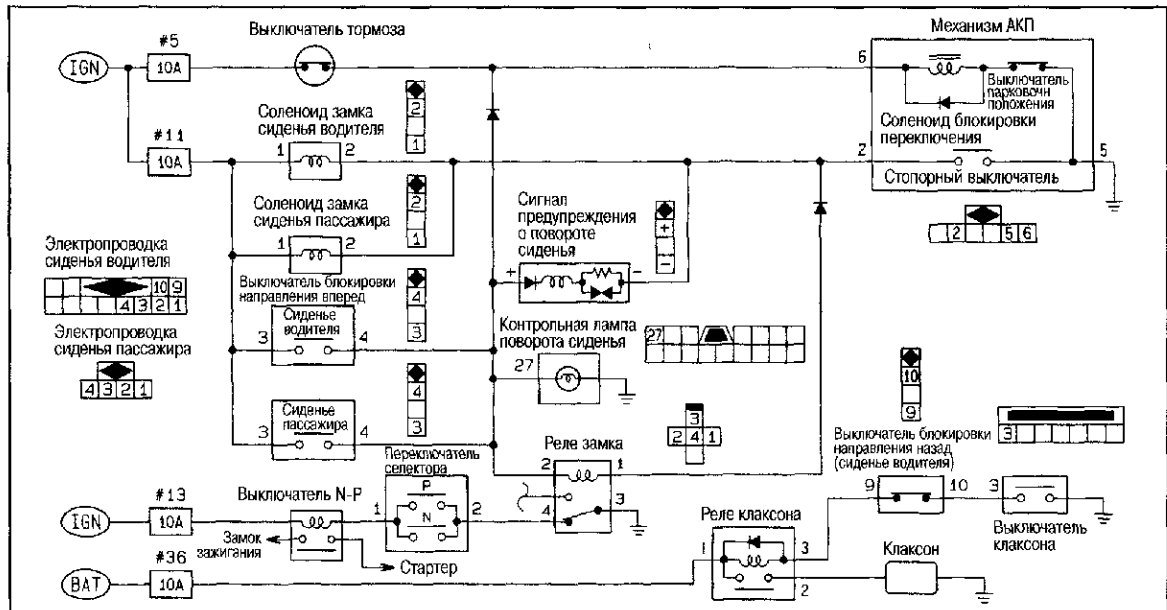 #5
IGN
10A
Выключатель тормоза
Механизм АКП
6
Выключатель
парковочн
положения
Соленоид блокировки
переключения
2
5
Стопорный выключатель
2 5 6
#11
10A
Соленоид замка
сиденья водителя
1 2
2
1
Соленоид замка
сиденья пассажира
1 2
2
1
Сигнал
предупреждения
о повороте
сиденья
+ -
+
-
Электропроводка
сиденья водителя
10 9
4 3 2 1
Выключатель блокировки
направления вперед
Сиденье
водителя
3 4
4
3
Электропроводка
сиденья пассажира
4 3 2 1
Контрольная лампа
поворота сиденья
27
27
Сиденье
пассажира
3 4
4
3
3
2 4 1
10
9
3
Переключатель
селектора
P
N
1 2
Реле замка
2 1
3
4
Выключатель блокировки
направления назад
(сиденье водителя)
9 10
3
Выключатель
клаксона
#13
IGN
10A
Выключатель N-P
Замок
зажигания
Стартер
#36
BAT
10A
Реле клаксона
1 3
2
Клаксон